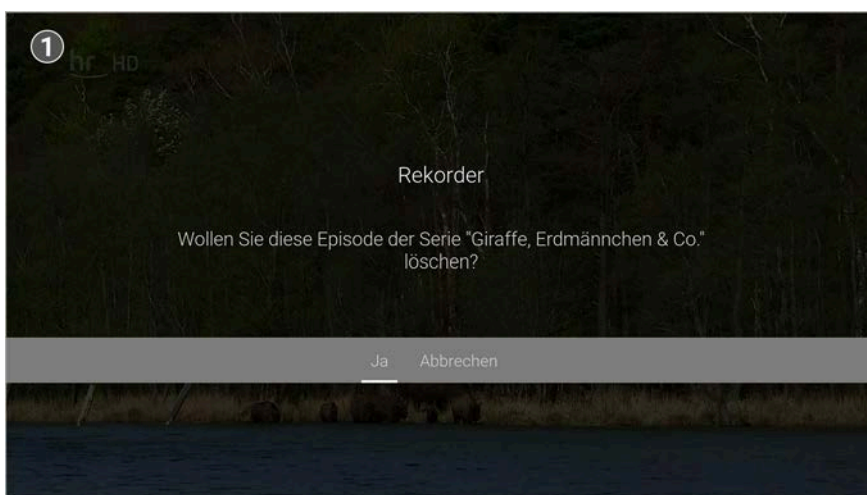 1
hr HD
Rekorder
Wollen Sie diese Episode der Serie "Giraffe, Erdmännchen & Co."
löschen?
Ja Abbrechen